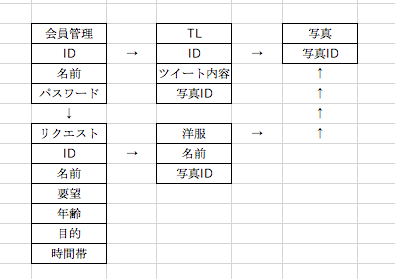 会員管理 TL 写真
ID → ID → 写真ID
名前 ツイート内容 ↑
パスワード 写真ID ↑
↓ ↑
リクエスト 洋服 → ↑
ID → 名前
名前 写真ID
要望
年齢
目的
時間帯